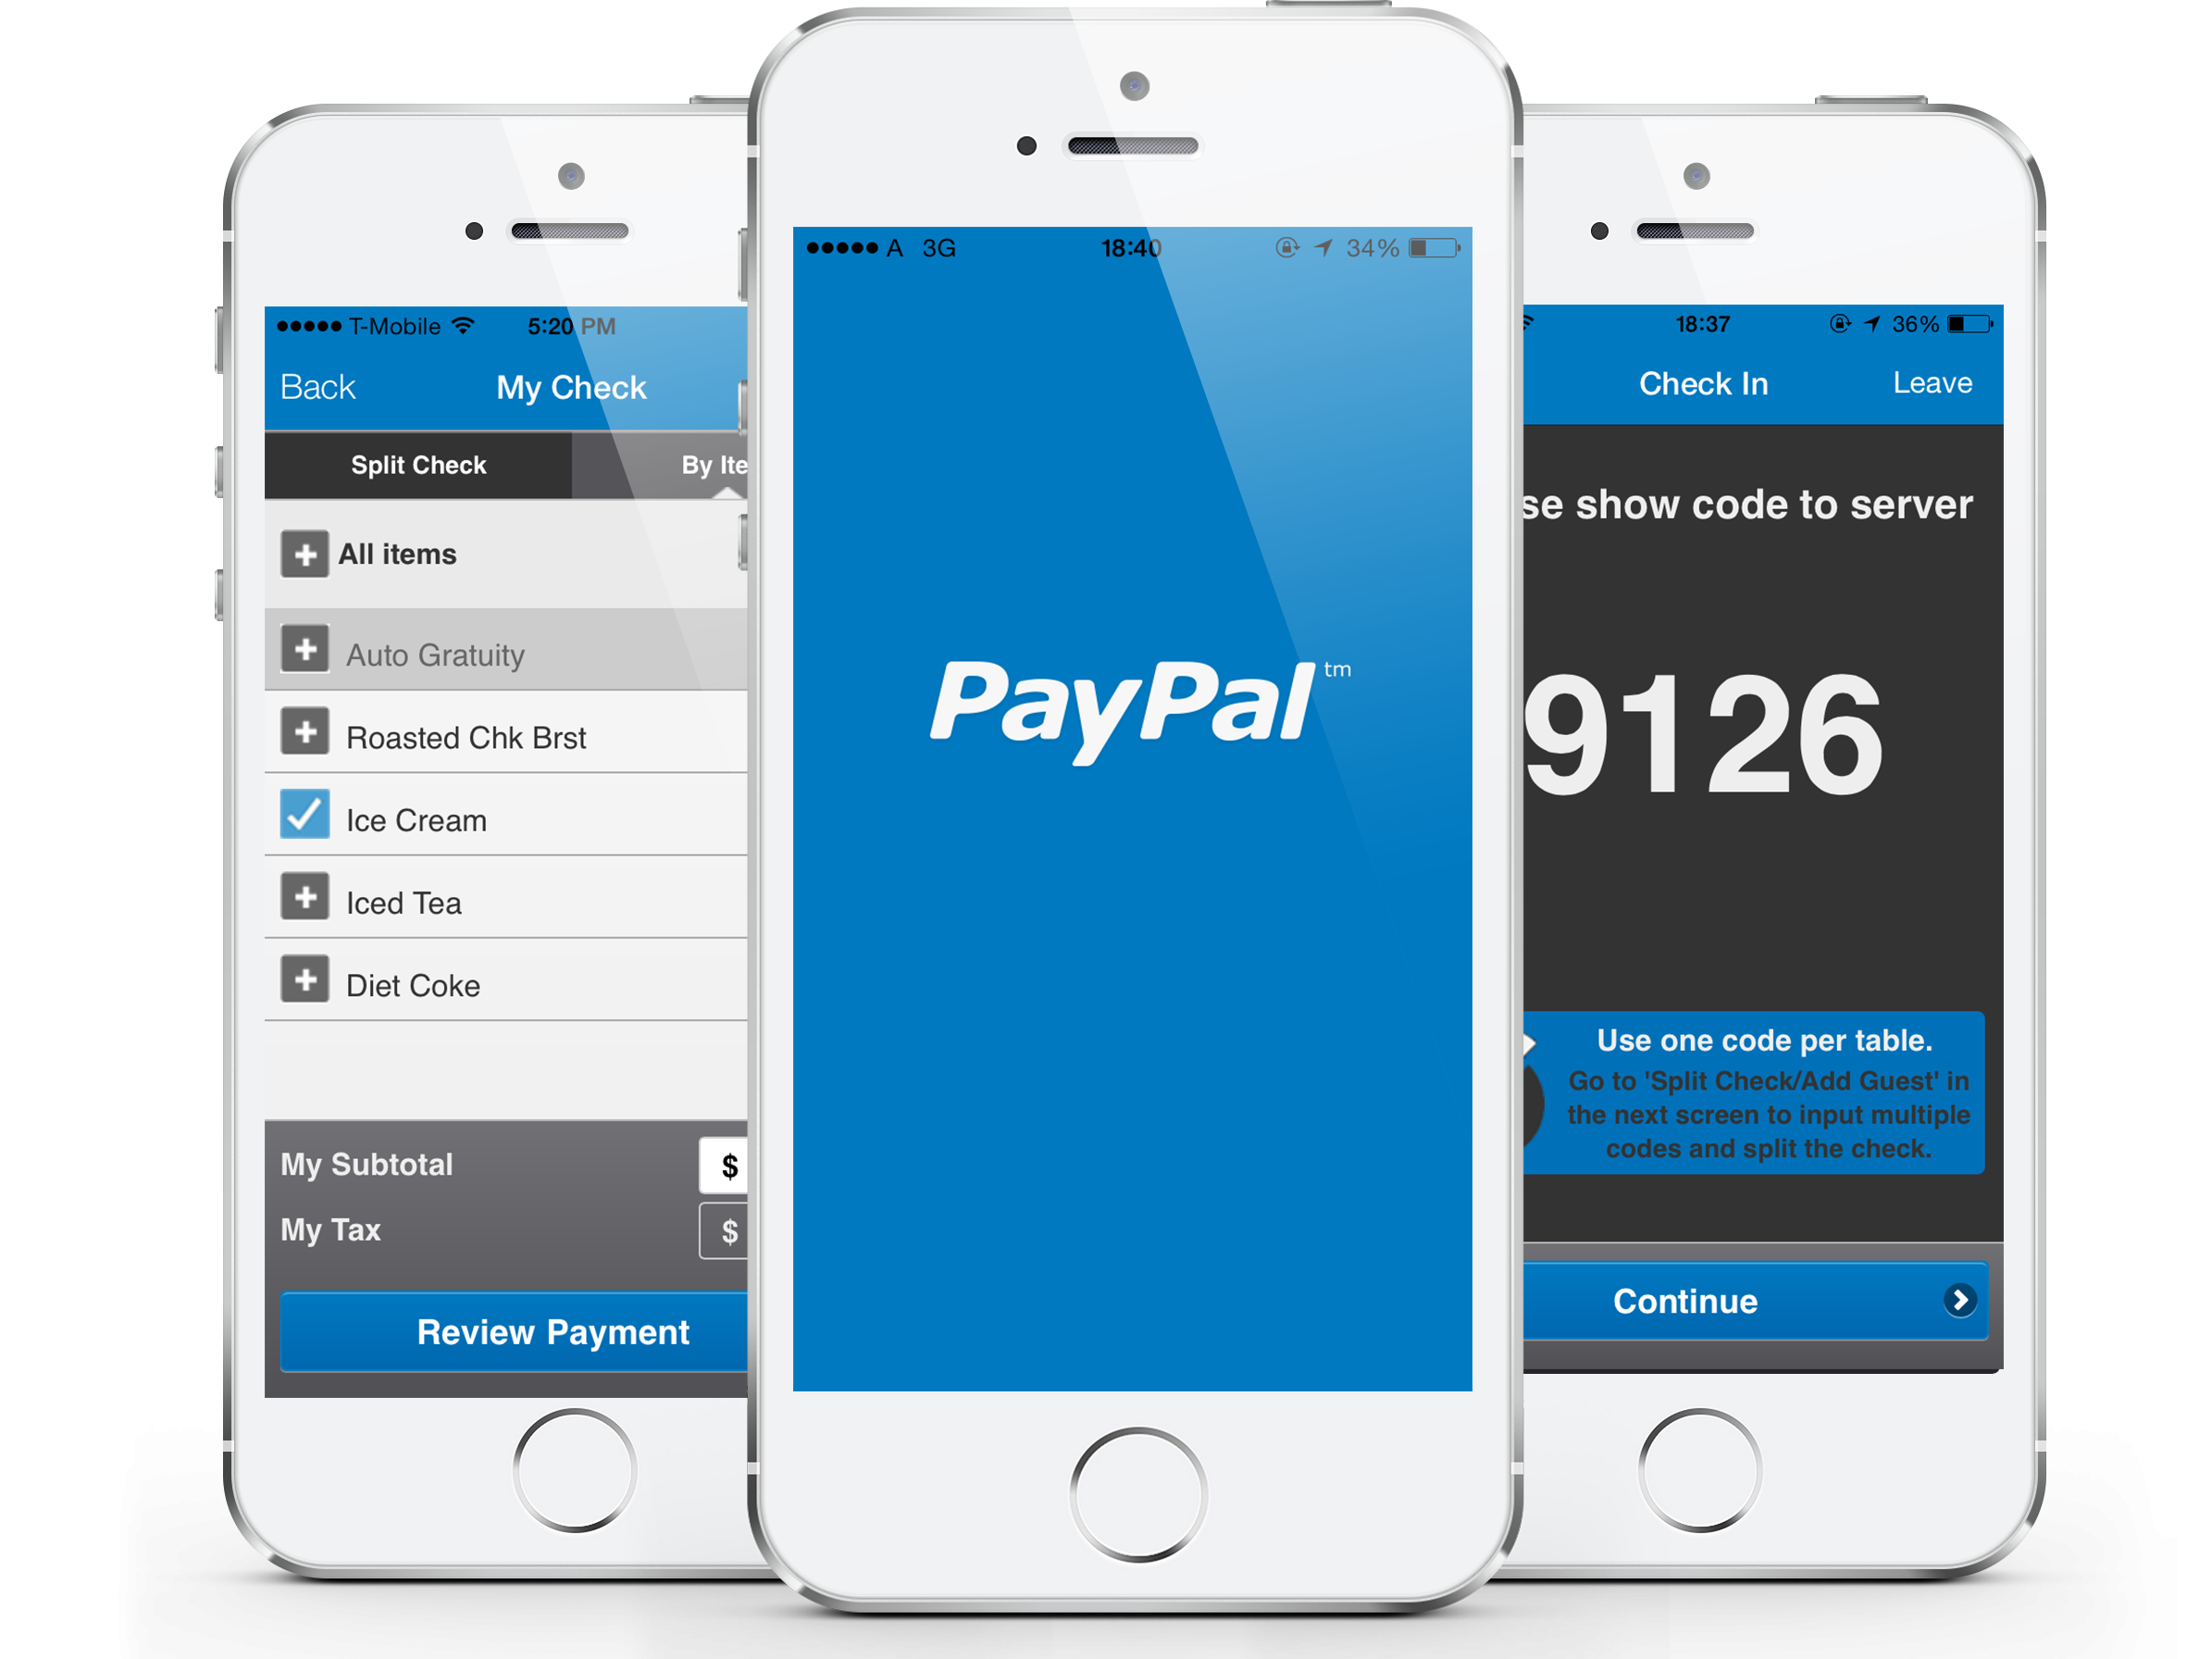 T-Mobile 5:20 PM
Back My Check
Split Check By Ite
All items
Auto Gratuity
Roasted Chk Brst
Ice Cream
Iced Tea
Diet Coke
My Subtotal $
My Tax $
Review Payment
A 3G 18:40 34%
PayPal tm
18:37 36%
Check In Leave
se show code to server
9126
Use one code per table.
Go to 'Split Check/Add Guest' in
the next screen to input multiple
codes and split the check.
Continue